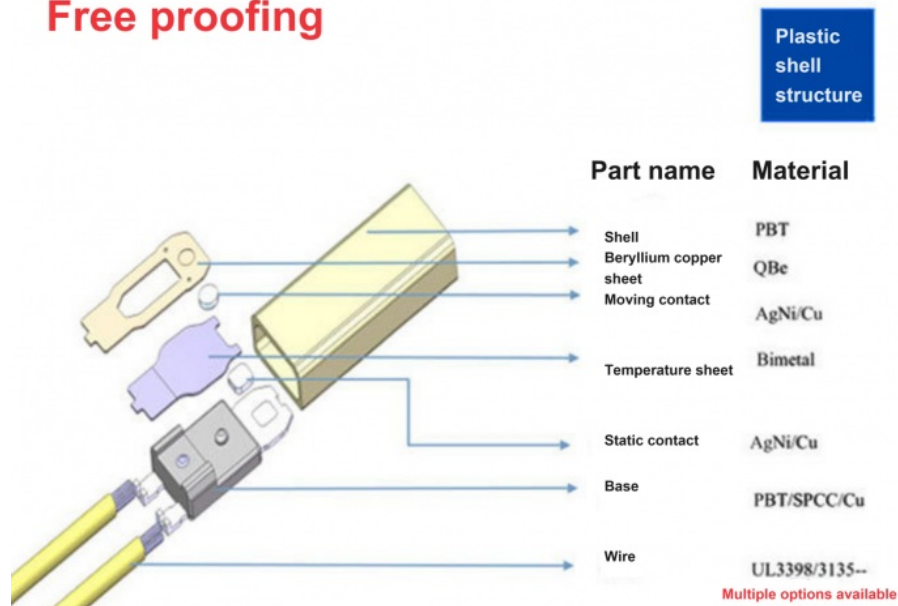 Free proofing
Plastic
shell
structure
Part name Material
Shell PBT
Beryllium copper
sheet QBe
Moving contact AgNi/Cu
Temperature sheet Bimetal
Static contact AgNi/Cu
Base PBT/SPCC/Cu
Wire UL3398/3135--
Multiple options available